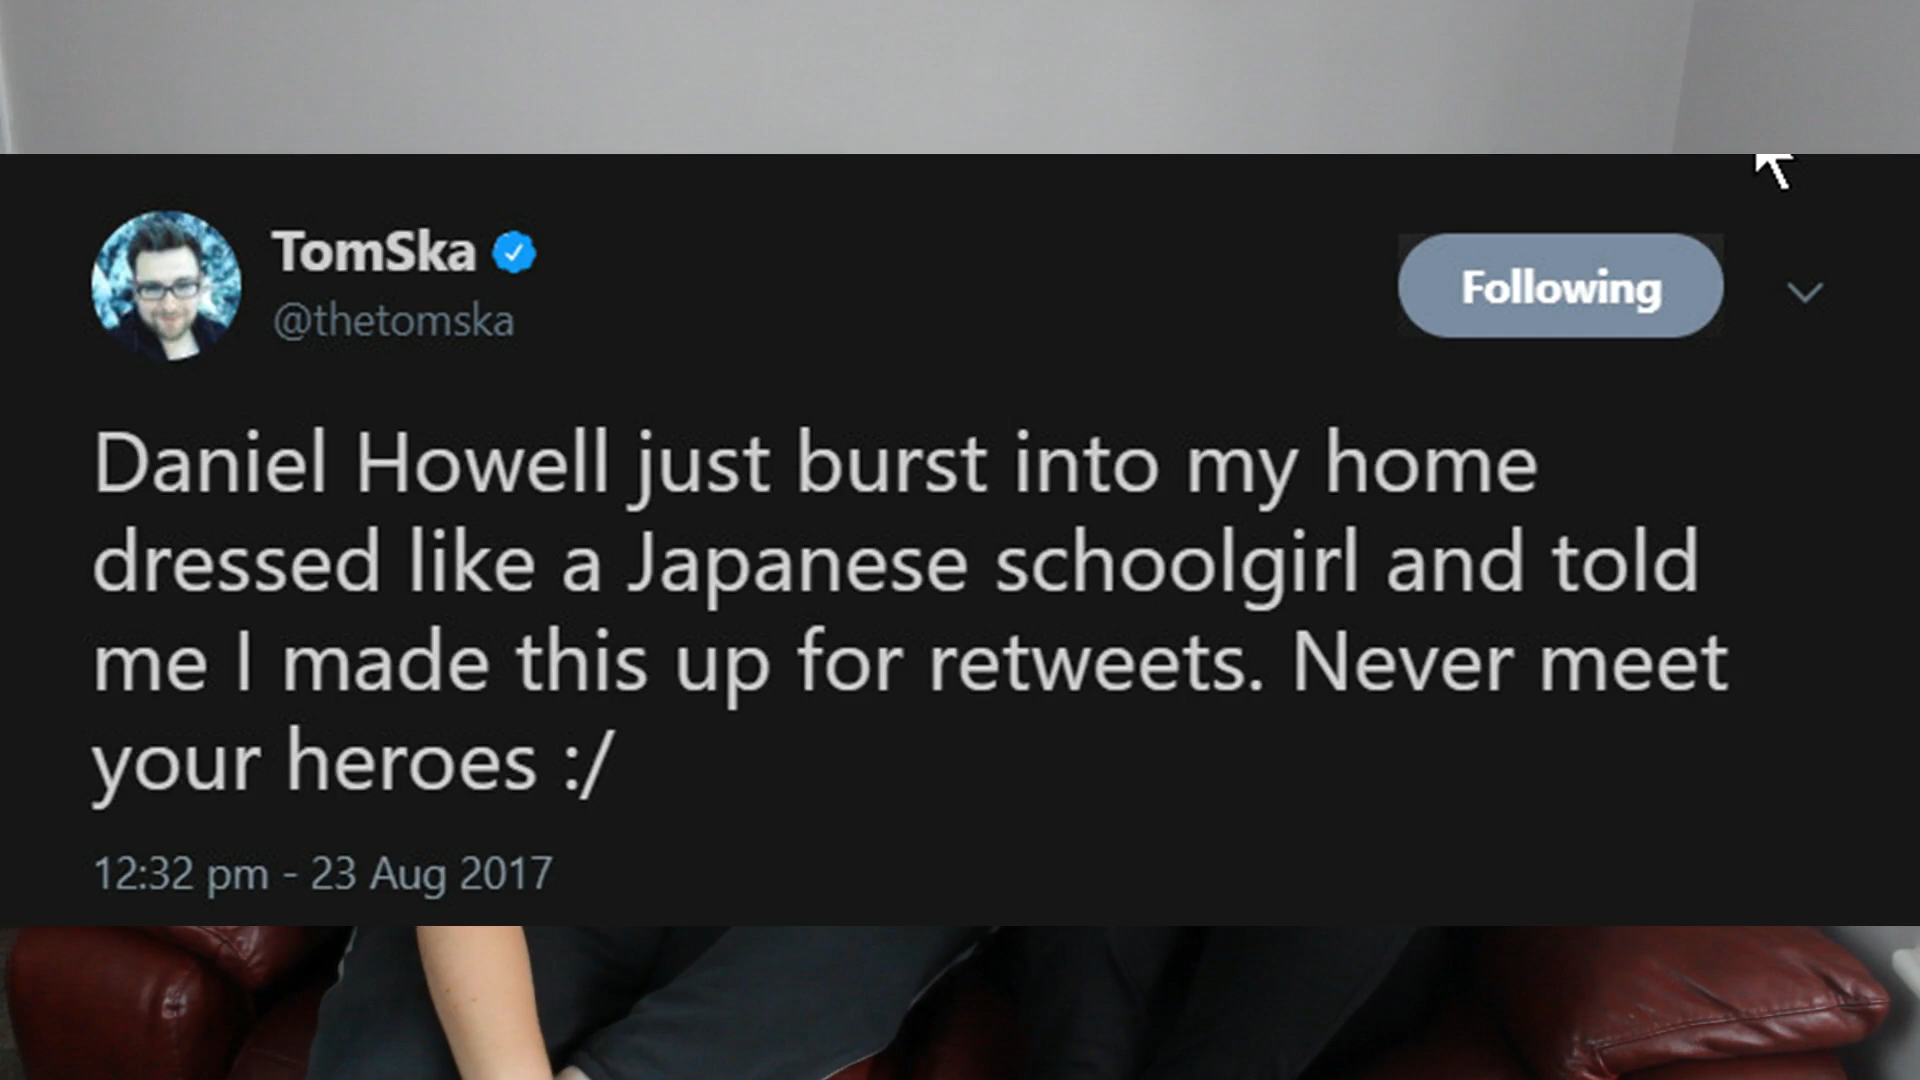 TomSka
@thetomska
Following
Daniel Howell just burst into my home
dressed like a Japanese schoolgirl and told
me I made this up for retweets. Never meet
your heroes :/
12:32 pm - 23 Aug 2017